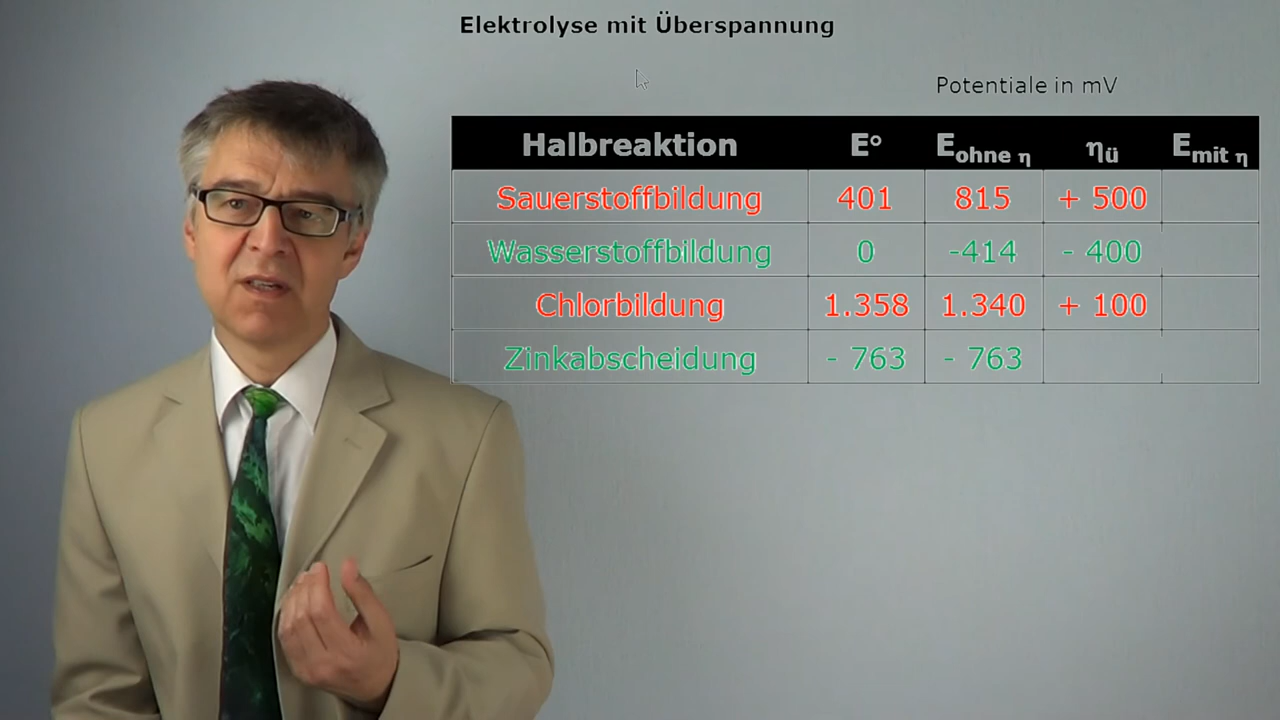 Elektrolyse mit Überspannung
Potentiale in mV
Halbreaktion E° Eohne η ηü Emit η
Sauerstoffbildung 401 815 + 500
Wasserstoffbildung 0 -414 - 400
Chlorbildung 1.358 1.340 + 100
Zinkabscheidung - 763 - 763